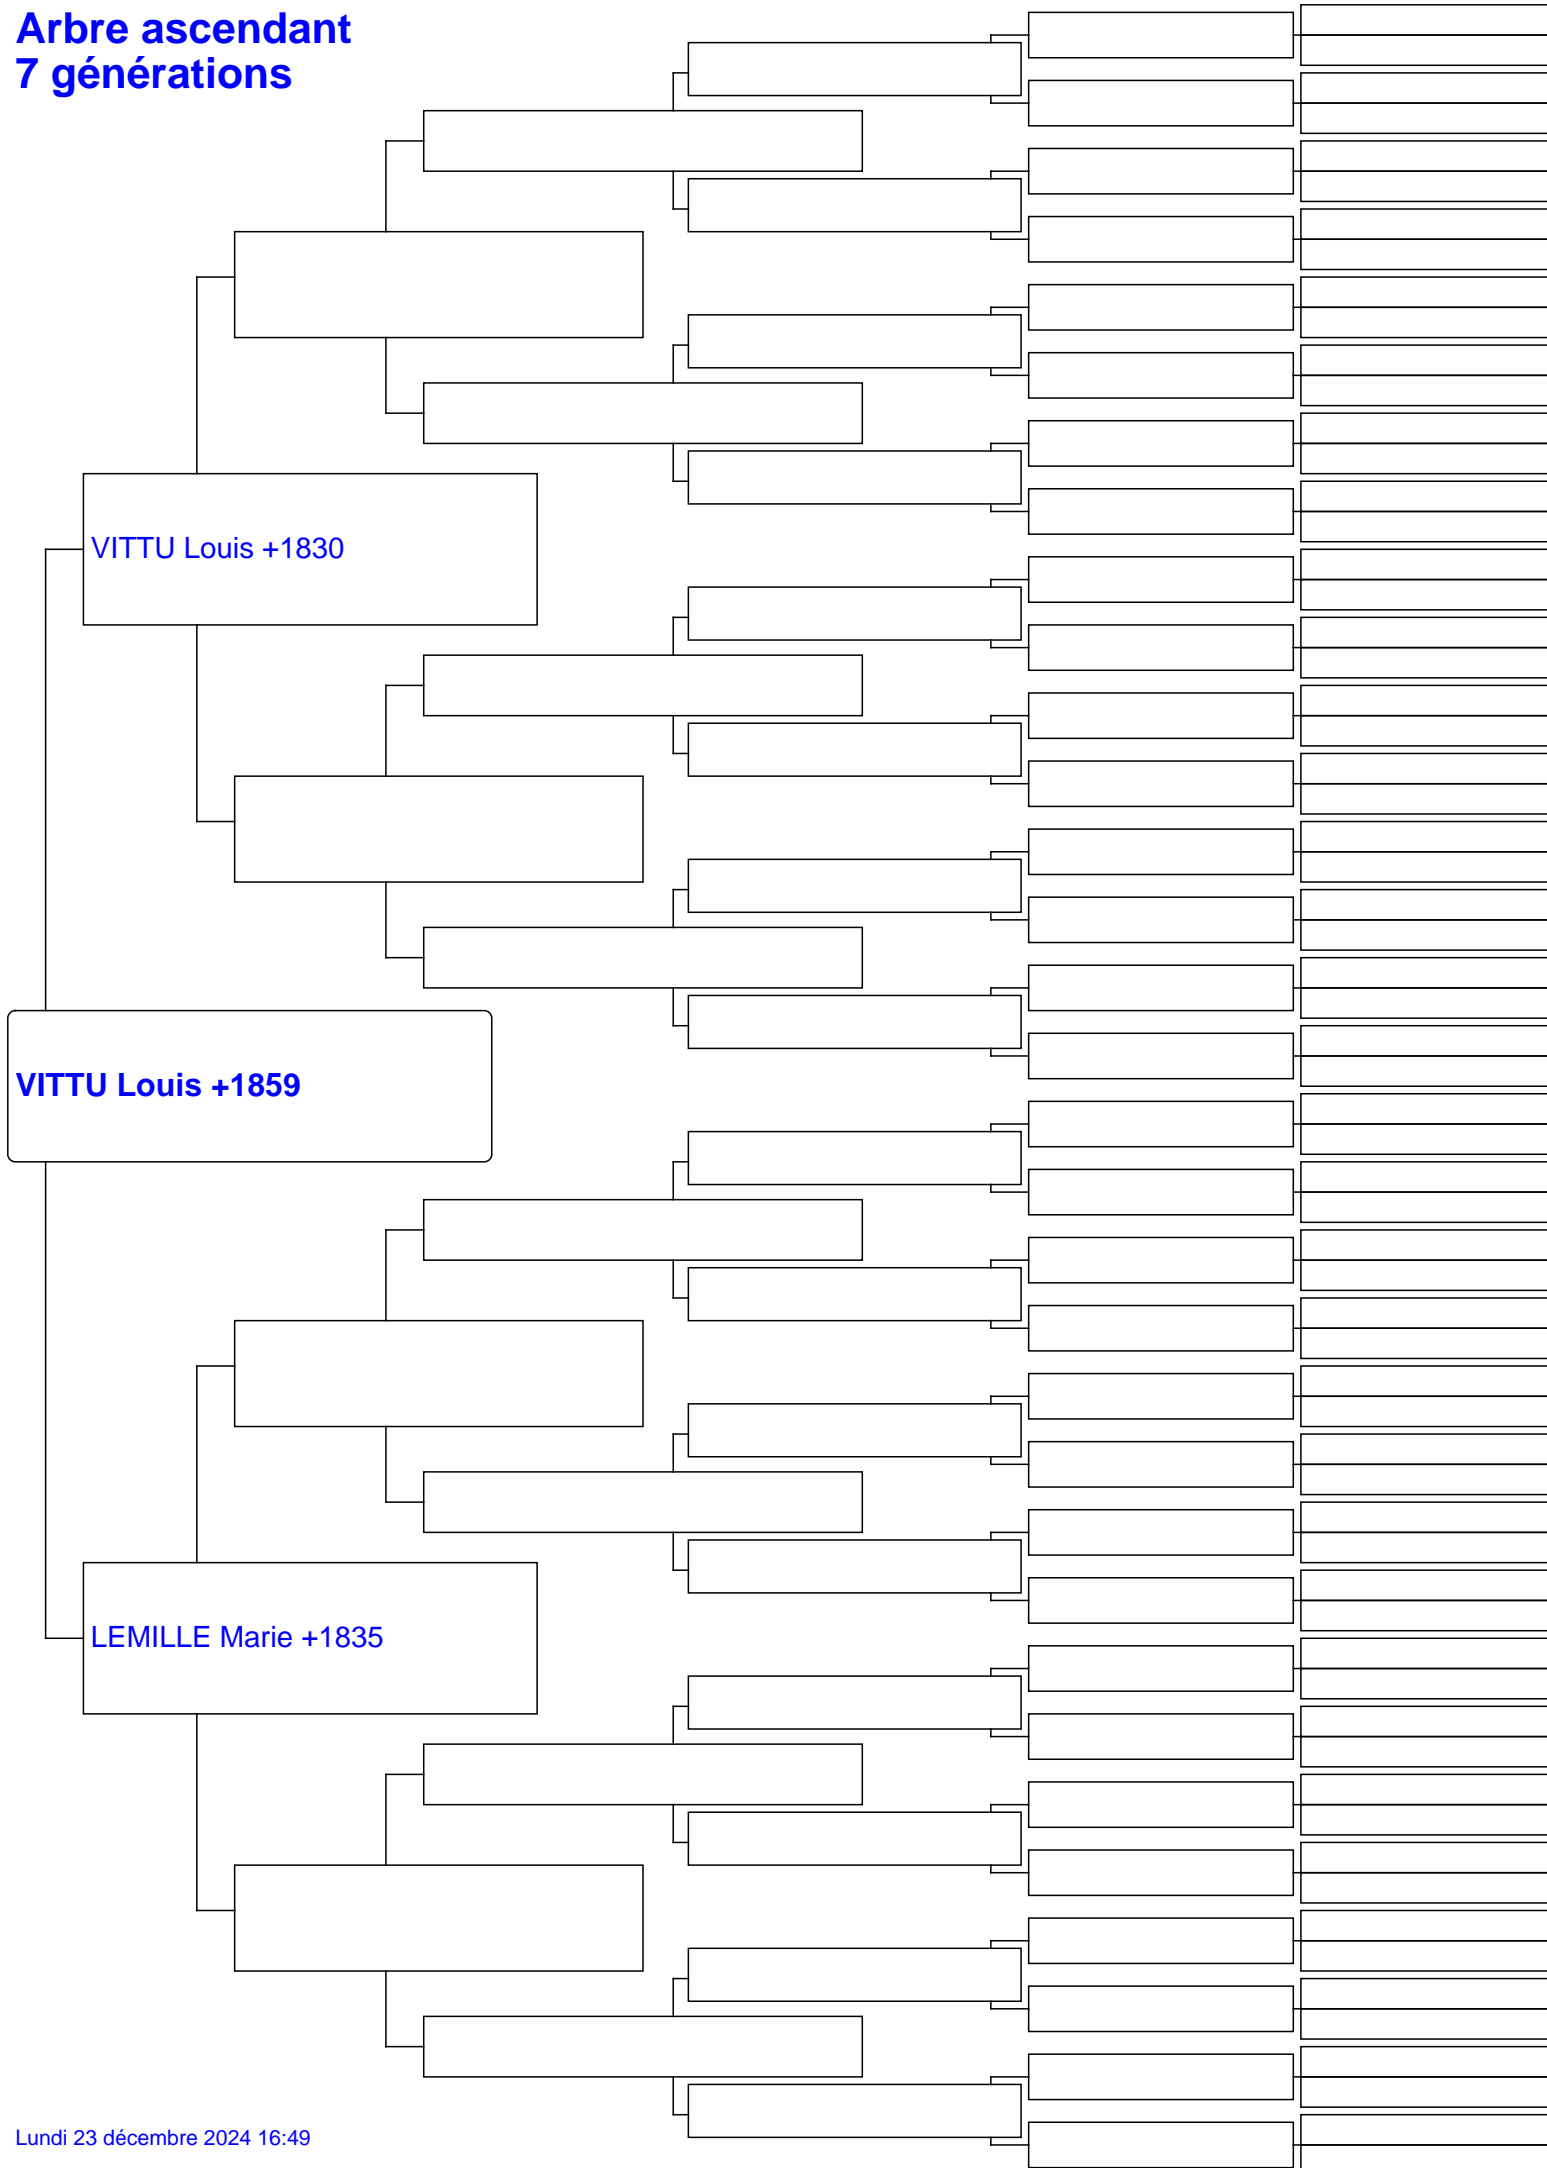 Arbre ascendant
7 générations
VITTU Louis +1830
VITTU Louis +1859
LEMILLE Marie +1835
Lundi 23 décembre 2024 16:49